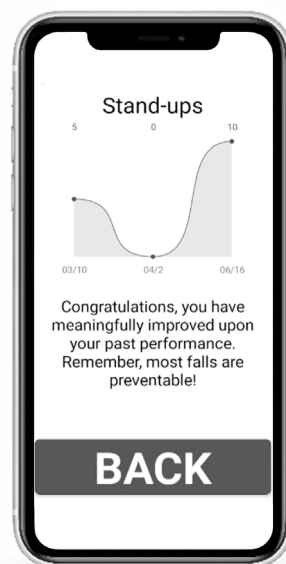 Stand-ups
5 0 10
03/10 04/2 06/16
Congratulations, you have
meaningfully improved upon
your past performance.
Remember, most falls are
preventable!
BACK